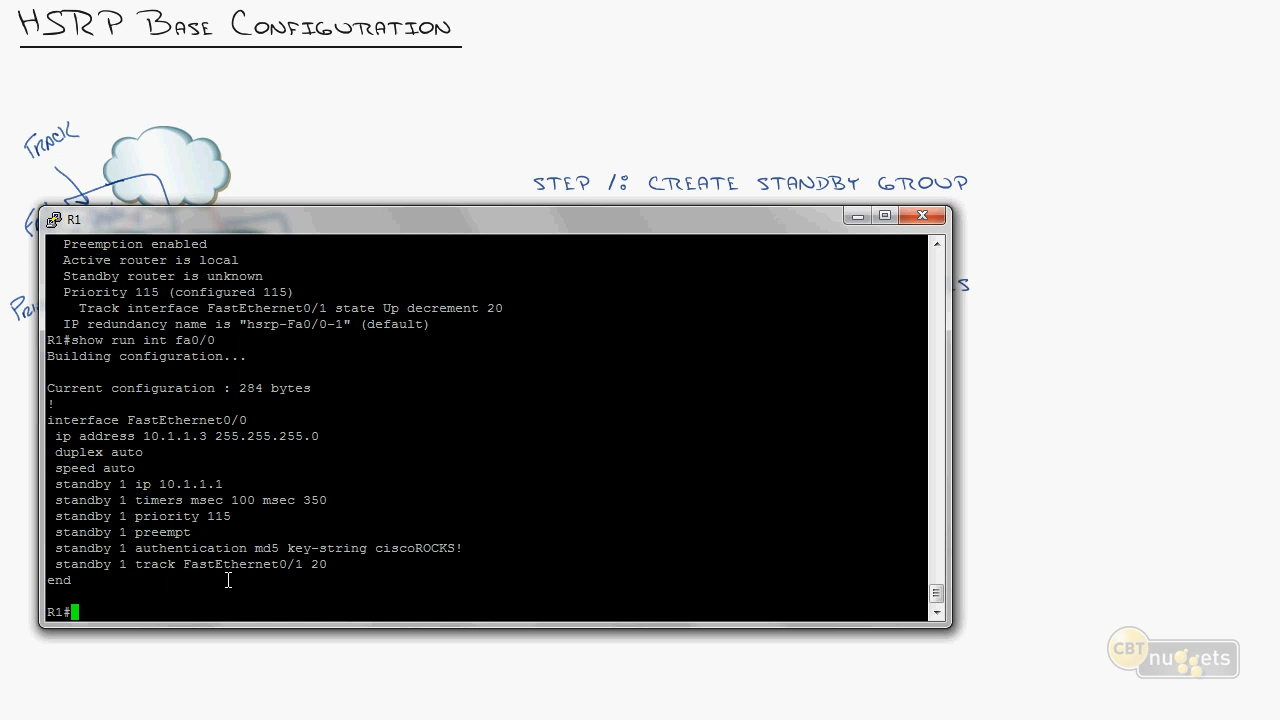 HSRP BASE CONFIGURATION
TRACK
STEP 1: CREATE STANDBY GROUP
R1
Preemption enabled
Active router is local
Standby router is unknown
Priority 115 (configured 115)
Track interface FastEthernet0/1 state Up decrement 20
IP redundancy name is "hsrp-Fa0/0-1" (default)
R1#show run int fa0/0
Building configuration...
Current configuration : 284 bytes
!
interface FastEthernet0/0
ip address 10.1.1.3 255.255.255.0
duplex auto
speed auto
standby 1 ip 10.1.1.1
standby 1 timers msec 100 msec 350
standby 1 priority 115
standby 1 preempt
standby 1 authentication md5 key-string ciscoROCKS!
standby 1 track FastEthernet0/1 20
end
R1#
CBT nuggets